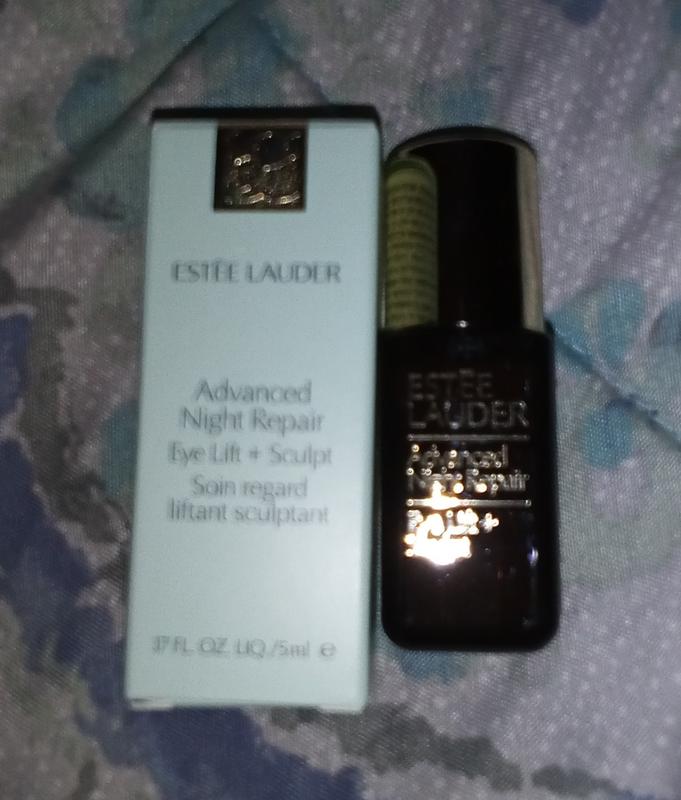 ESTĒE LAUDER
Advanced
Night Repair
Eye Lift + Sculpt
Soin regard
liftant sculptant
.17 FL. OZ. LIQ./5ml ℮
ESTĒE
LAUDER
Advanced
Night Repair